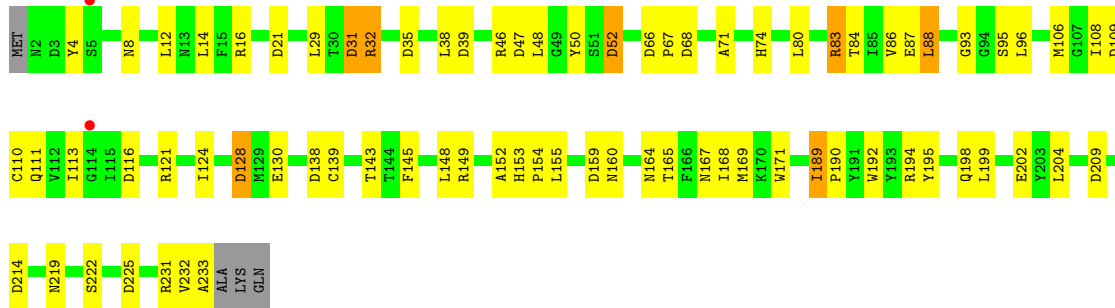 MET N2 D3 Y4 S5 N8 L12 N13 L14 F15 R16 D21 L29 T30 D31 R32 D35 L38 D39 R46 D47 L48 G49 Y50 S51 D52 D66 P67 D68 A71 H74 L80 R83 T84 I85 V86 E87 L88 G93 G94 S95 L96 M106 G107 I108 D109
C110 Q111 V112 I113 G114 I115 D116 R121 I124 D128 M129 E130 D138 C139 T143 T144 F145 L148 R149 A152 H153 P154 L155 D159 N160 N164 T165 F166 N167 I168 M169 K170 W171 I189 P190 Y191 W192 Y193 R194 Y195 Q198 L199 E202 Y203 L204 D209
D214 N219 S222 D225 R231 V232 A233 ALA LYS GLN